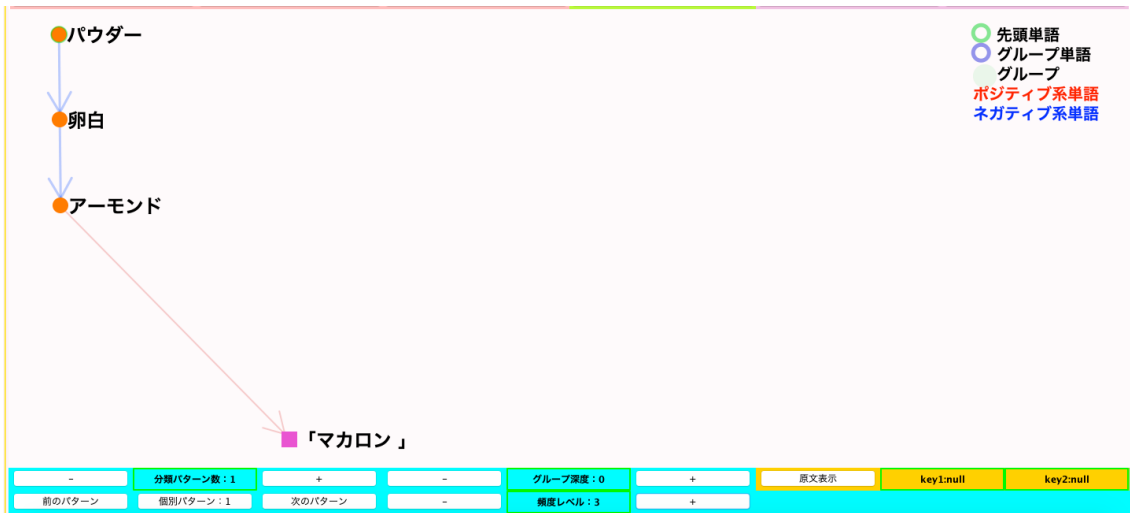 パウダー
卵白
アーモンド
「マカロン 」
先頭単語
グループ単語
グループ
ポジティブ系単語
ネガティブ系単語
- 分類パターン数：1 + - グループ深度：0 + 原文表示 key1:null key2:null
前のパターン 個別パターン：1 次のパターン - 頻度レベル：3 +